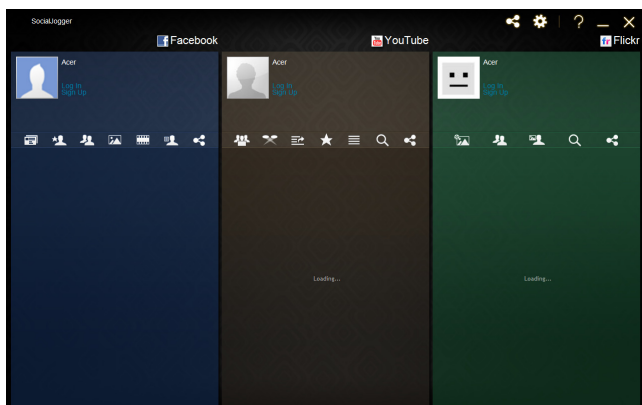 SocialJogger
Facebook
YouTube
Flickr
Acer
Log In
Sign Up
Acer
Log In
Sign Up
Loading...
Acer
Log In
Sign Up
Loading...